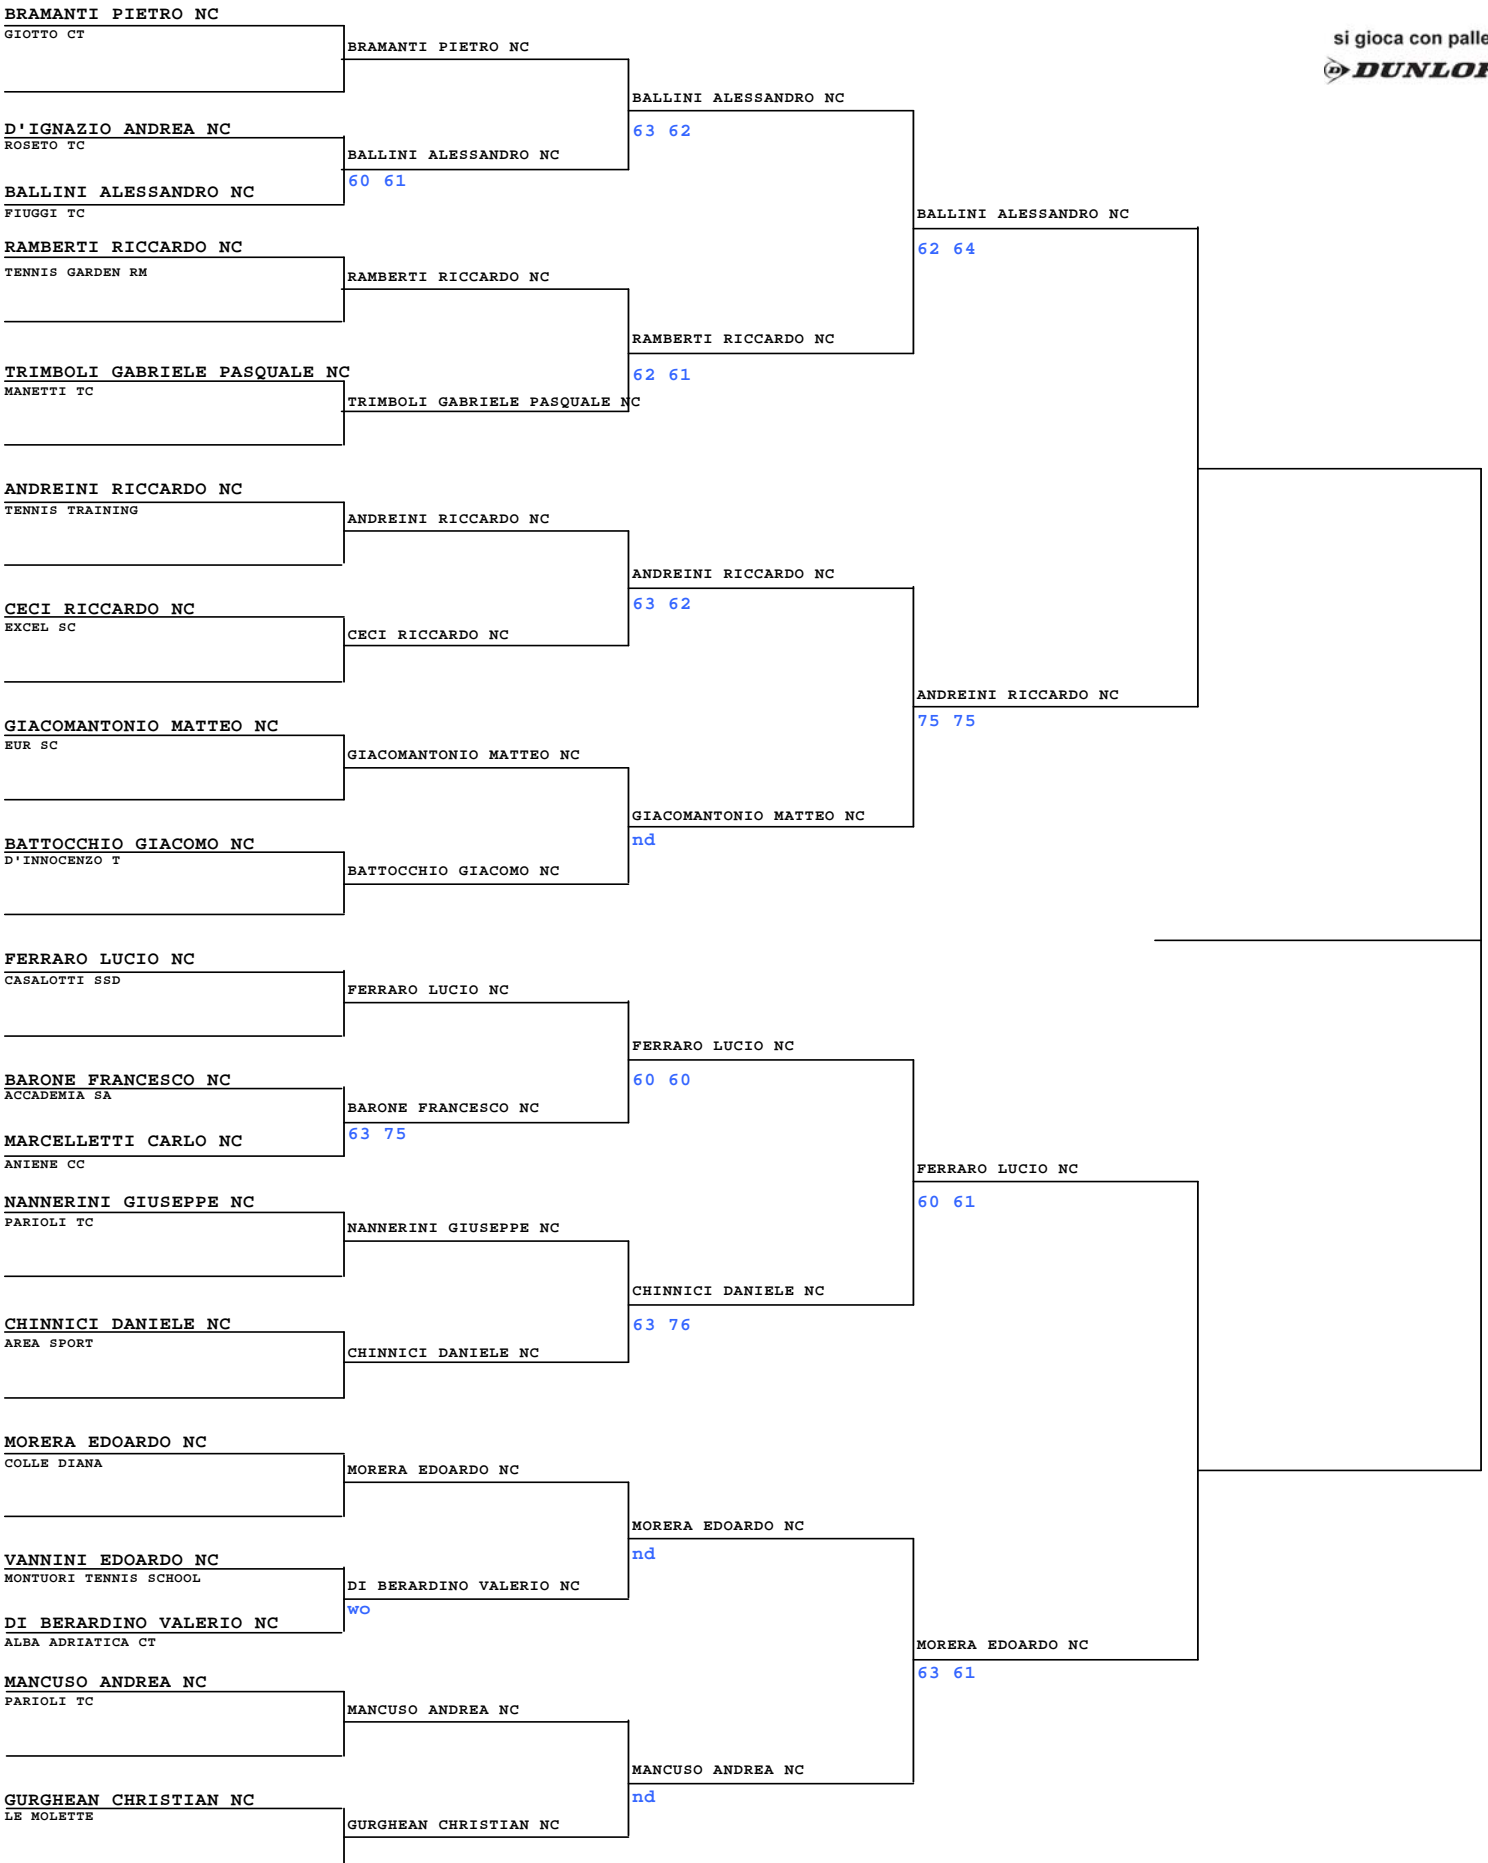 BRAMANTI PIETRO NC
GIOTTO CT
BRAMANTI PIETRO NC
si gioca con palle
DUNLOP
BALLINI ALESSANDRO NC
63 62
D'IGNAZIO ANDREA NC
ROSETO TC
BALLINI ALESSANDRO NC
60 61
BALLINI ALESSANDRO NC
FIUGGI TC
BALLINI ALESSANDRO NC
62 64
RAMBERTI RICCARDO NC
TENNIS GARDEN RM
RAMBERTI RICCARDO NC
RAMBERTI RICCARDO NC
62 61
TRIMBOLI GABRIELE PASQUALE NC
MANETTI TC
TRIMBOLI GABRIELE PASQUALE NC
ANDREINI RICCARDO NC
TENNIS TRAINING
ANDREINI RICCARDO NC
ANDREINI RICCARDO NC
63 62
CECI RICCARDO NC
EXCEL SC
CECI RICCARDO NC
ANDREINI RICCARDO NC
75 75
GIACOMANTONIO MATTEO NC
EUR SC
GIACOMANTONIO MATTEO NC
GIACOMANTONIO MATTEO NC
nd
BATTOCCHIO GIACOMO NC
D'INNOCENZO T
BATTOCCHIO GIACOMO NC
FERRARO LUCIO NC
CASALOTTI SSD
FERRARO LUCIO NC
FERRARO LUCIO NC
60 60
BARONE FRANCESCO NC
ACCADEMIA SA
BARONE FRANCESCO NC
63 75
MARCELLETTI CARLO NC
ANIENE CC
FERRARO LUCIO NC
60 61
NANNERINI GIUSEPPE NC
PARIOLI TC
NANNERINI GIUSEPPE NC
CHINNICI DANIELE NC
63 76
CHINNICI DANIELE NC
AREA SPORT
CHINNICI DANIELE NC
MORERA EDOARDO NC
COLLE DIANA
MORERA EDOARDO NC
MORERA EDOARDO NC
nd
VANNINI EDOARDO NC
MONTUORI TENNIS SCHOOL
DI BERARDINO VALERIO NC
wo
DI BERARDINO VALERIO NC
ALBA ADRIATICA CT
MORERA EDOARDO NC
63 61
MANCUSO ANDREA NC
PARIOLI TC
MANCUSO ANDREA NC
MANCUSO ANDREA NC
nd
GURGHEAN CHRISTIAN NC
LE MOLETTE
GURGHEAN CHRISTIAN NC